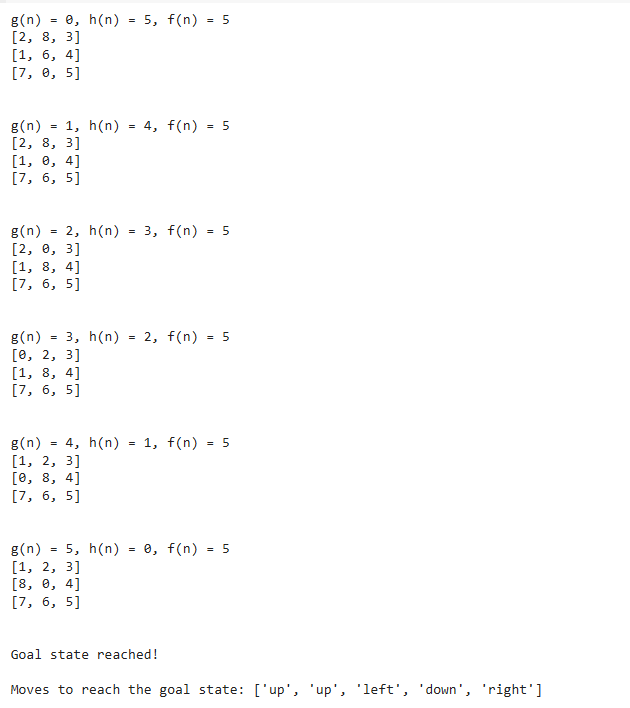 g(n) = 0, h(n) = 5, f(n) = 5
[2, 8, 3]
[1, 6, 4]
[7, 0, 5]
g(n) = 1, h(n) = 4, f(n) = 5
[2, 8, 3]
[1, 0, 4]
[7, 6, 5]
g(n) = 2, h(n) = 3, f(n) = 5
[2, 0, 3]
[1, 8, 4]
[7, 6, 5]
g(n) = 3, h(n) = 2, f(n) = 5
[0, 2, 3]
[1, 8, 4]
[7, 6, 5]
g(n) = 4, h(n) = 1, f(n) = 5
[1, 2, 3]
[0, 8, 4]
[7, 6, 5]
g(n) = 5, h(n) = 0, f(n) = 5
[1, 2, 3]
[8, 0, 4]
[7, 6, 5]
Goal state reached!
Moves to reach the goal state: ['up', 'up', 'left', 'down', 'right']